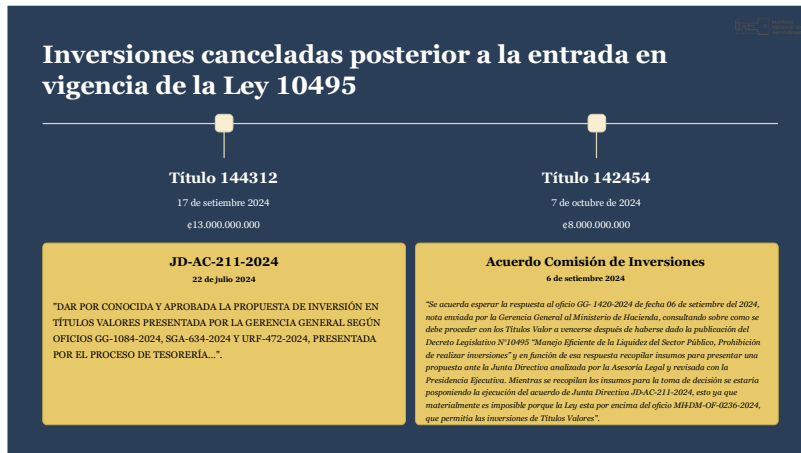 Inversiones canceladas posterior a la entrada en
vigencia de la Ley 10495
Título 144312
17 de setiembre 2024
¢13.000.000.000
Título 142454
7 de octubre de 2024
¢8.000.000.000
JD-AC-211-2024
22 de julio 2024
"DAR POR CONOCIDA Y APROBADA LA PROPUESTA DE INVERSIÓN EN
TÍTULOS VALORES PRESENTADA POR LA GERENCIA GENERAL SEGÚN
OFICIOS GG-1084-2024, SGA-634-2024 Y URF-472-2024, PRESENTADA
POR EL PROCESO DE TESORERÍA...".
Acuerdo Comisión de Inversiones
6 de setiembre 2024
"Se acuerda esperar la respuesta al oficio GG- 1420-2024 de fecha 06 de setiembre del 2024,
nota enviada por la Gerencia General al Ministerio de Hacienda, consultando sobre como se
debe proceder con los Títulos Valor a vencerse después de haberse dado la publicación del
Decreto Legislativo N°10495 "Manejo Eficiente de la Liquidez del Sector Público, Prohibición
de realizar inversiones" y en función de esa respuesta recopilar insumos para presentar una
propuesta ante la Junta Directiva analizada por la Asesoría Legal y revisada con la
Presidencia Ejecutiva. Mientras se recopilan los insumos para la toma de decisión se estaría
posponiendo la ejecución del acuerdo de Junta Directiva JD-AC-211-2024, esto ya que
materialmente es imposible porque la Ley esta por encima del oficio MH-DM-OF-0236-2024,
que permitía las inversiones de Títulos Valores".